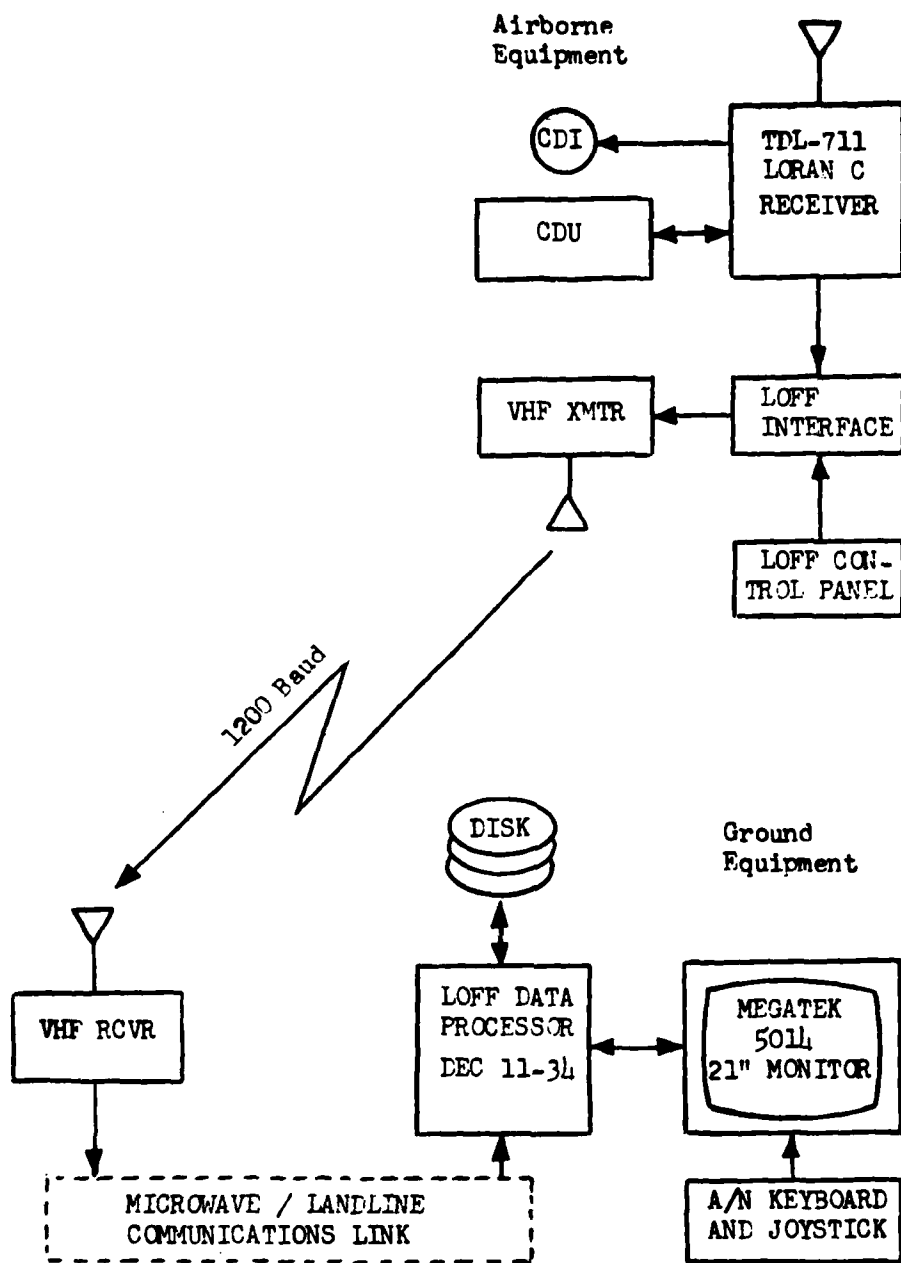 Airborne
Equipment
CDI
TDL-711
LORAN C
RECEIVER
CDU
VHF XMTR
LOFF
INTERFACE
LOFF CON-
TROL PANEL
1200 Baud
DISK
Ground
Equipment
VHF RCVR
LOFF DATA
PROCESSOR
DEC 11-34
MEGATEK
5014
21" MONITOR
MICROWAVE / LANDLINE
COMMUNICATIONS LINK
A/N KEYBOARD
AND JOYSTICK